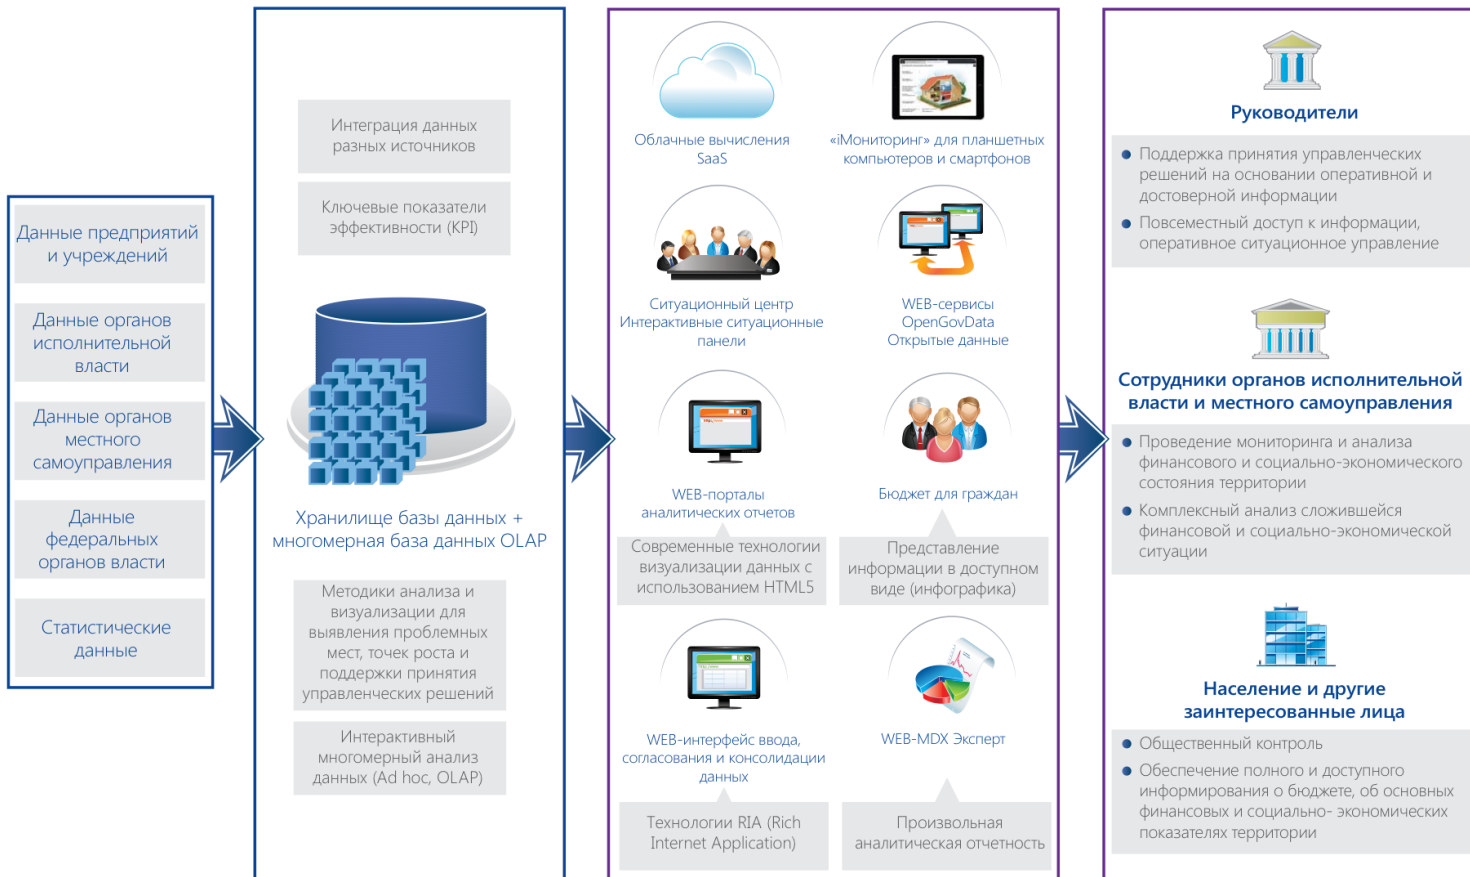 Данные предприятий
и учреждений
Данные органов
исполнительной
власти
Данные органов
местного
самоуправления
Данные
федеральных
органов власти
Статистические
данные
Интеграция данных
разных источников
Ключевые показатели
эффективности (KPI)
Хранилище базы данных +
многомерная база данных OLAP
Методики анализа и
визуализации для
выявления проблемных
мест, точек роста и
поддержки принятия
управленческих решений
Интерактивный
многомерный анализ
данных (Ad hoc, OLAP)
Облачные вычисления
SaaS
«iМониторинг» для планшетных
компьютеров и смартфонов
Ситуационный центр
Интерактивные ситуационные
панели
WEB-сервисы
OpenGovData
Открытые данные
WEB-порталы
аналитических отчетов
Современные технологии
визуализации данных с
использованием HTML5
Бюджет для граждан
Представление
информации в доступном
виде (инфографика)
WEB-интерфейс ввода,
согласования и консолидации
данных
Технологии RIA (Rich
Internet Application)
WEB-MDX Эксперт
Произвольная
аналитическая отчетность
Руководители
Поддержка принятия управленческих
решений на основании оперативной и
достоверной информации
Повсеместный доступ к информации,
оперативное ситуационное управление
Сотрудники органов исполнительной
власти и местного самоуправления
Проведение мониторинга и анализа
финансового и социально-экономического
состояния территории
Комплексный анализ сложившейся
финансовой и социально-экономической
ситуации
Население и другие
заинтересованные лица
Общественный контроль
Обеспечение полного и доступного
информирования о бюджете, об основных
финансовых и социально- экономических
показателях территории